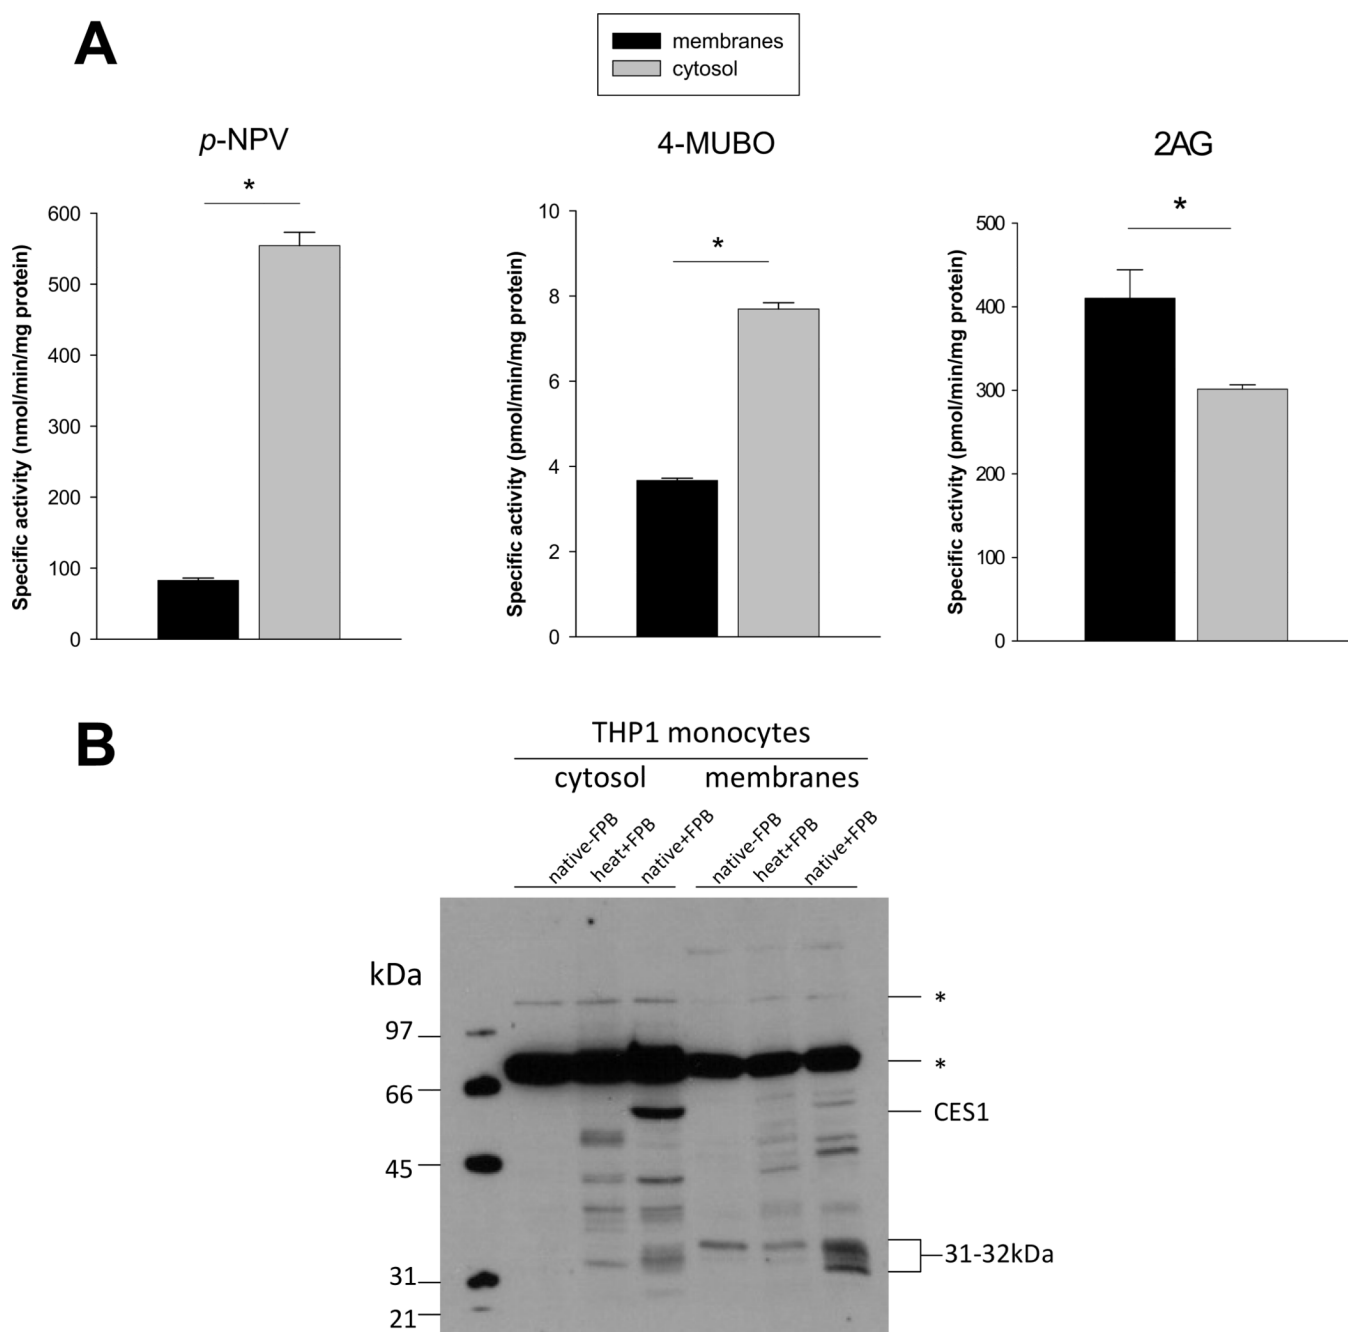 A
membranes
cytosol
p-NPV
4-MUBO
2AG
*
*
*
Specific activity (nmol/min/mg protein)
600
500
400
300
200
100
0
Specific activity (pmol/min/mg protein)
10
8
6
4
2
0
Specific activity (pmol/min/mg protein)
500
400
300
200
100
0
B
THP1 monocytes
cytosol
membranes
native-FPB
heat+FPB
native+FPB
native-FPB
heat+FPB
native+FPB
kDa
97
66
45
31
21
*
*
CES1
31-32kDa